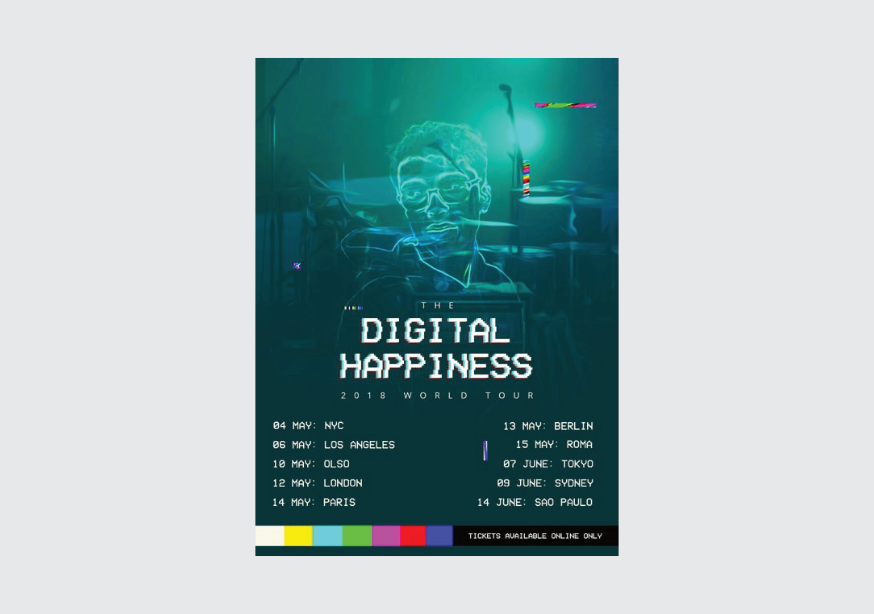 THE
DIGITAL
HAPPINESS
2018 WORLD TOUR
04 MAY: NYC
06 MAY: LOS ANGELES
10 MAY: OLSO
12 MAY: LONDON
14 MAY: PARIS
13 MAY: BERLIN
15 MAY: ROMA
07 JUNE: TOKYO
09 JUNE: SYDNEY
14 JUNE: SAO PAULO
TICKETS AVAILABLE ONLINE ONLY